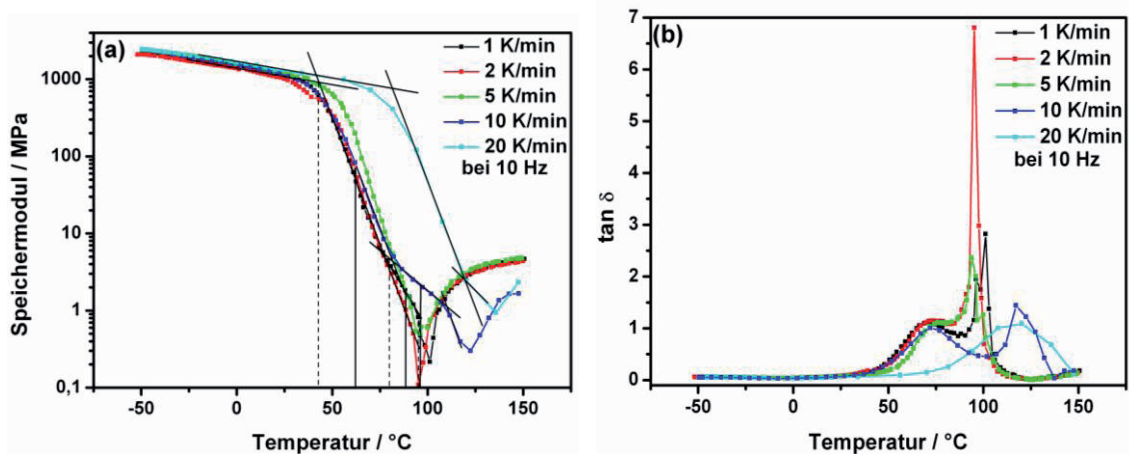 (a)
1 K/min
2 K/min
5 K/min
10 K/min
20 K/min
bei 10 Hz
Speichermodul / MPa
1000
100
10
1
0,1
-50
0
50
100
150
Temperatur / °C
(b)
1 K/min
2 K/min
5 K/min
10 K/min
20 K/min
bei 10 Hz
tan δ
7
6
5
4
3
2
1
0
-50
0
50
100
150
Temperatur / °C